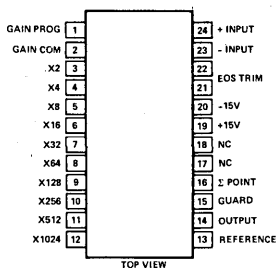 GAIN PROG 1 24 + INPUT
GAIN COM 2 23 - INPUT
X2 3 22
EOS TRIM
X4 4 21
X8 5 20 -15V
X16 6 19 +15V
X32 7 18 NC
X64 8 17 NC
X128 9 16 Σ POINT
X256 10 15 GUARD
X512 11 14 OUTPUT
X1024 12 13 REFERENCE
TOP VIEW